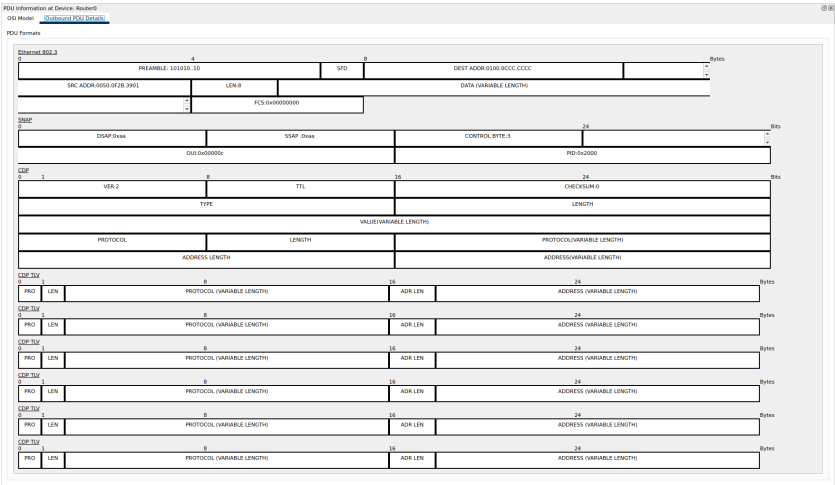 PDU Information at Device: Router0
OSI Model Outbound PDU Details
PDU Formats
Ethernet 802.3
0 4 8 Bytes
PREAMBLE: 101010..10 SFD DEST ADDR:0100.0CCC.CCCC
SRC ADDR:0050.0F2B.3901 LEN:8 DATA (VARIABLE LENGTH)
FCS:0x00000000
SNAP
0 24 Bits
DSAP:0xaa SSAP :0xaa CONTROL BYTE:3
OUI:0x00000c PID:0x2000
CDP
0 1 8 16 24 Bits
VER:2 TTL CHECKSUM:0
TYPE LENGTH
VALUE(VARIABLE LENGTH)
PROTOCOL LENGTH PROTOCOL(VARIABLE LENGTH)
ADDRESS LENGTH ADDRESS(VARIABLE LENGTH)
CDP TLV
0 1 8 16 24 Bytes
PRO LEN PROTOCOL (VARIABLE LENGTH) ADR LEN ADDRESS (VARIABLE LENGTH)
CDP TLV
0 1 8 16 24 Bytes
PRO LEN PROTOCOL (VARIABLE LENGTH) ADR LEN ADDRESS (VARIABLE LENGTH)
CDP TLV
0 1 8 16 24 Bytes
PRO LEN PROTOCOL (VARIABLE LENGTH) ADR LEN ADDRESS (VARIABLE LENGTH)
CDP TLV
0 1 8 16 24 Bytes
PRO LEN PROTOCOL (VARIABLE LENGTH) ADR LEN ADDRESS (VARIABLE LENGTH)
CDP TLV
0 1 8 16 24 Bytes
PRO LEN PROTOCOL (VARIABLE LENGTH) ADR LEN ADDRESS (VARIABLE LENGTH)
CDP TLV
0 1 8 16 24 Bytes
PRO LEN PROTOCOL (VARIABLE LENGTH) ADR LEN ADDRESS (VARIABLE LENGTH)